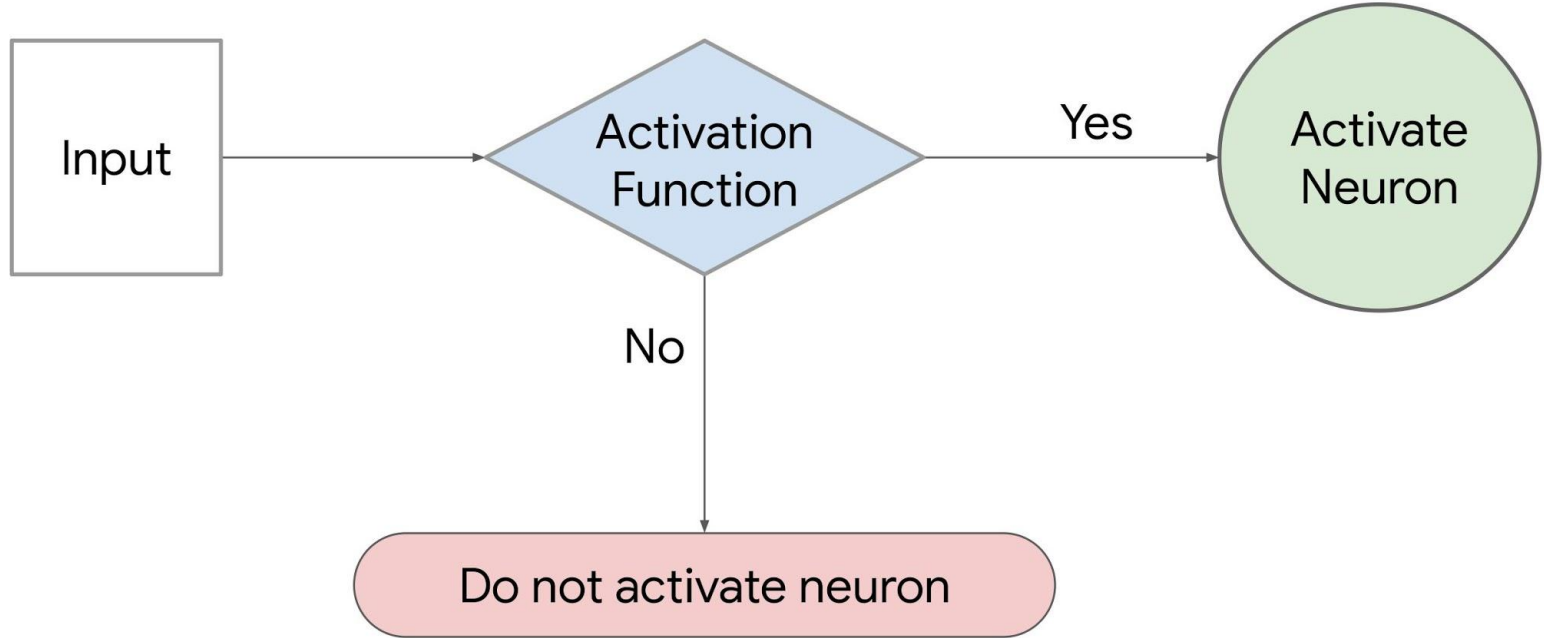 Input
Activation
Function
Yes
Activate
Neuron
No
Do not activate neuron